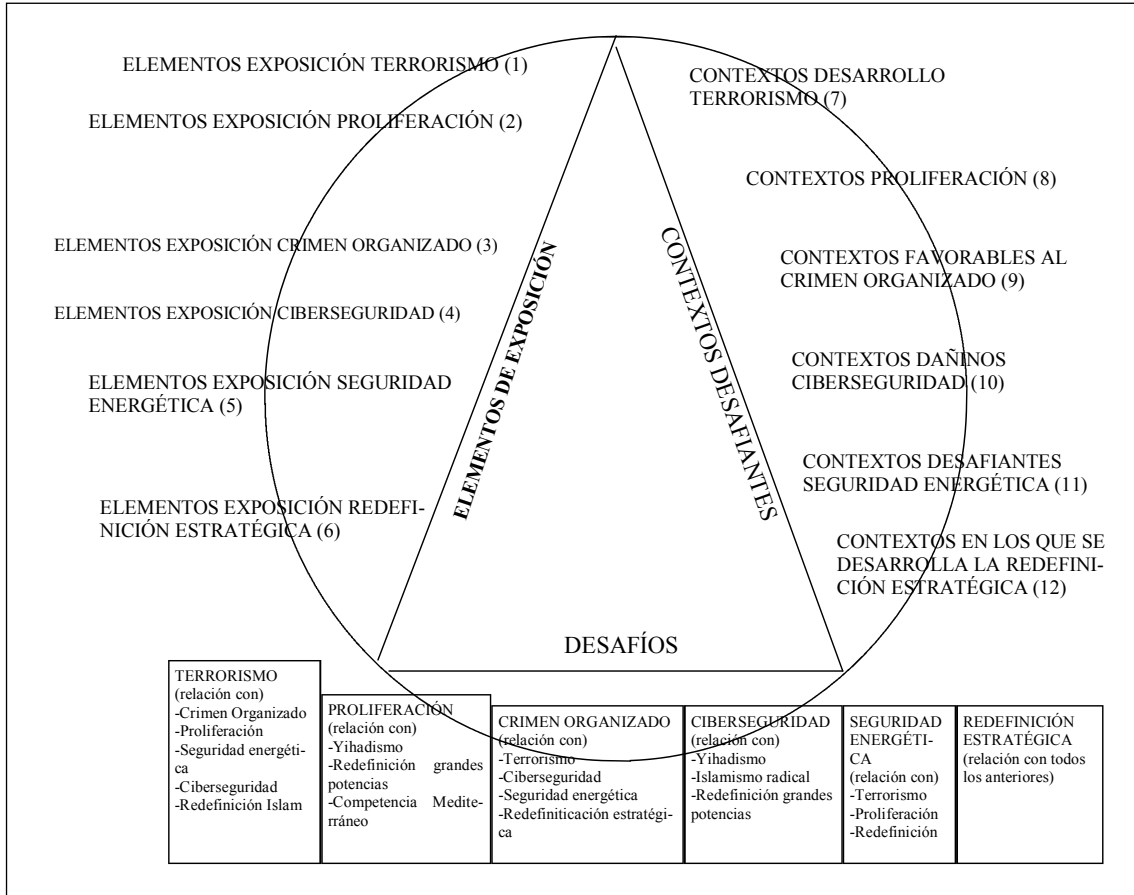 ELEMENTOS EXPOSICIÓN TERRORISMO (1)
ELEMENTOS EXPOSICIÓN PROLIFERACIÓN (2)
ELEMENTOS EXPOSICIÓN CRIMEN ORGANIZADO (3)
ELEMENTOS EXPOSICIÓN CIBERSEGURIDAD (4)
ELEMENTOS EXPOSICIÓN SEGURIDAD
ENERGÉTICA (5)
ELEMENTOS EXPOSICIÓN REDEFI-
NICIÓN ESTRATÉGICA (6)
ELEMENTOS DE EXPOSICIÓN
CONTEXTOS DESAFIANTES
CONTEXTOS DESARROLLO
TERRORISMO (7)
CONTEXTOS PROLIFERACIÓN (8)
CONTEXTOS FAVORABLES AL
CRIMEN ORGANIZADO (9)
CONTEXTOS DAÑINOS
CIBERSEGURIDAD (10)
CONTEXTOS DESAFIANTES
SEGURIDAD ENERGÉTICA (11)
CONTEXTOS EN LOS QUE SE
DESARROLLA LA REDEFINI-
CIÓN ESTRATÉGICA (12)
DESAFÍOS
TERRORISMO
(relación con)
-Crimen Organizado
-Proliferación
-Seguridad energéti-
ca
-Ciberseguridad
-Redefinición Islam
PROLIFERACIÓN
(relación con)
-Yihadismo
-Redefinición grandes
potencias
-Competencia Medite-
rráneo
CRIMEN ORGANIZADO
(relación con)
-Terrorismo
-Ciberseguridad
-Seguridad energética
-Redefiniticación estratégi-
ca
CIBERSEGURIDAD
(relación con)
-Yihadismo
-Islamismo radical
-Redefinición grandes
potencias
SEGURIDAD
ENERGÉTI-
CA
(relación con)
-Terrorismo
-Proliferación
-Redefinición
REDEFINICIÓN
ESTRATÉGICA
(relación con todos
los anteriores)